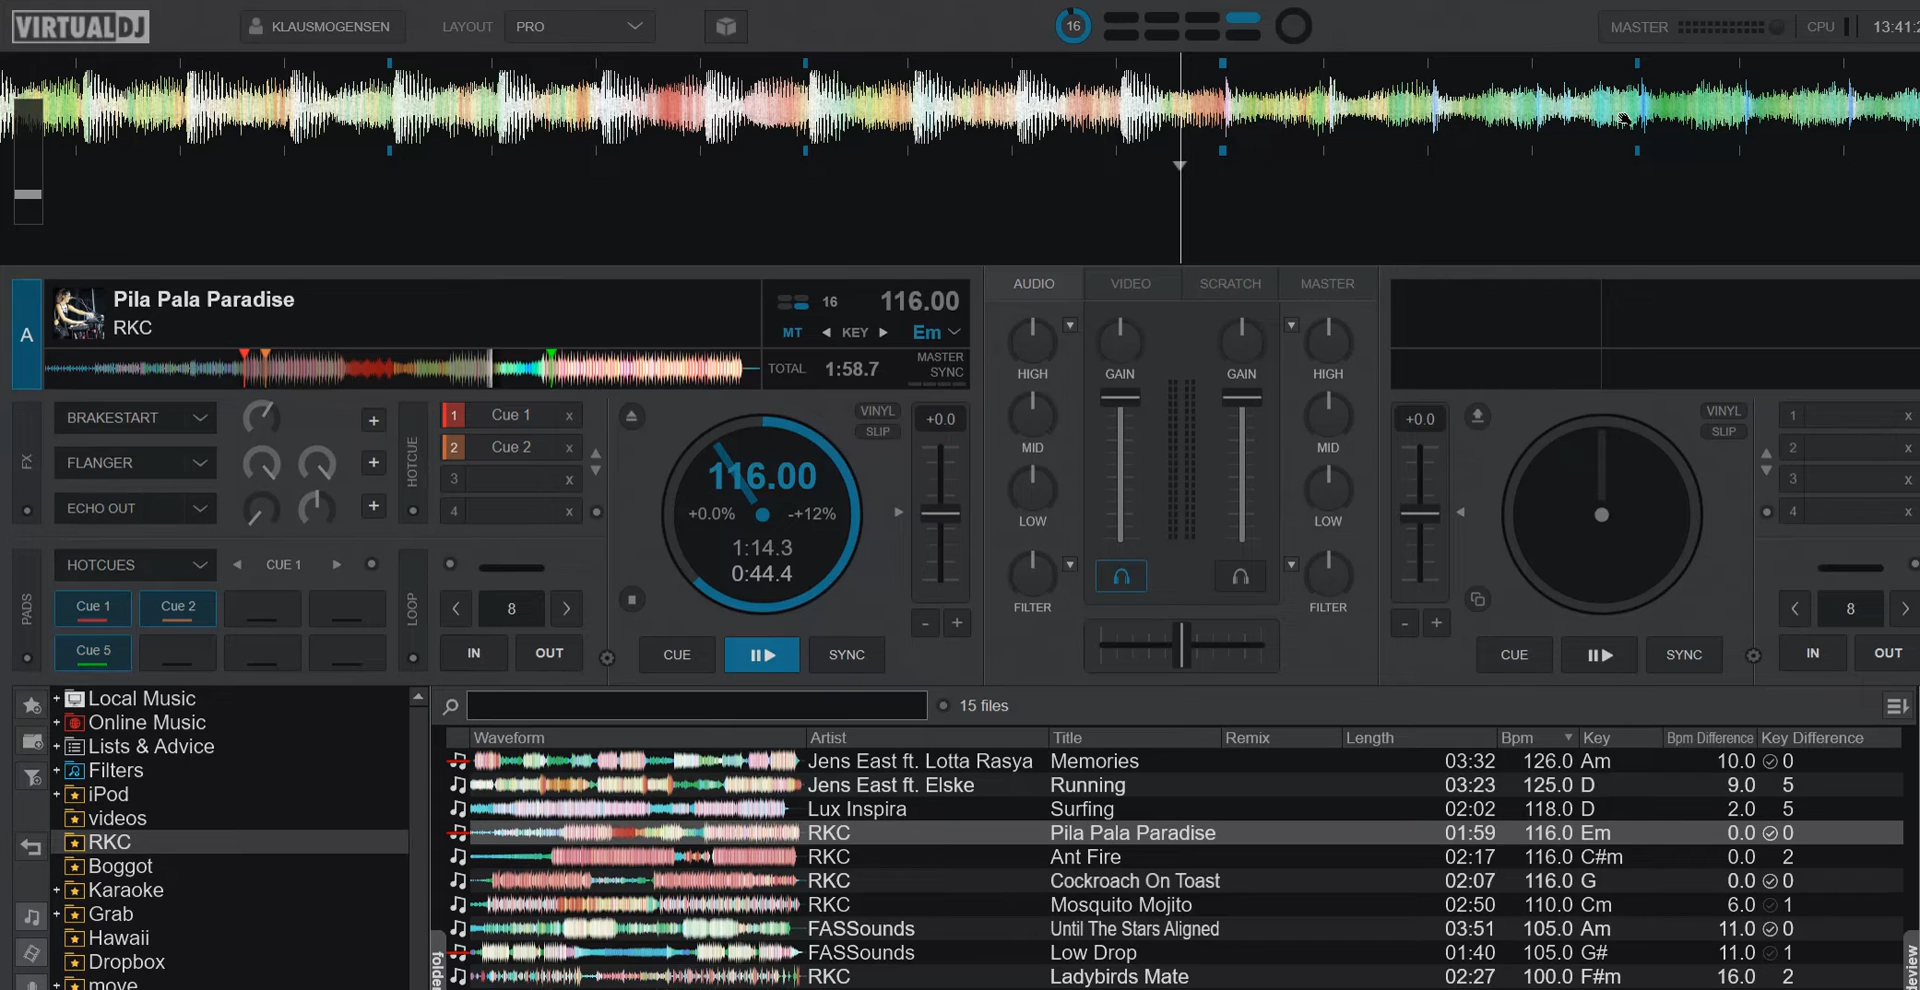 VIRTUALDJ
KLAUSMOGENSEN
LAYOUT
PRO
16
MASTER
CPU
13:41:2
A
Pila Pala Paradise
RKC
16
116.00
MT
KEY
Em
TOTAL
1:58.7
MASTER
SYNC
AUDIO
VIDEO
SCRATCH
MASTER
HIGH
GAIN
GAIN
HIGH
MID
MID
LOW
LOW
FILTER
FILTER
FX
BRAKESTART
+
FLANGER
+
ECHO OUT
+
HOTCUE
1 Cue 1 x
2 Cue 2 x
3 x
4 x
VINYL
SLIP
+0.0
116.00
+0.0%
-+12%
1:14.3
0:44.4
- +
PADS
HOTCUES
CUE 1
Cue 1
Cue 2
Cue 5
LOOP
8
IN
OUT
CUE
SYNC
+0.0
VINYL
SLIP
1 x
2 x
3 x
4 x
- +
8
CUE
SYNC
IN
OUT
+ Local Music
+ Online Music
+ Lists & Advice
+ Filters
+ iPod
videos
RKC
Boggot
+ Karaoke
+ Grab
Hawaii
Dropbox
+ move
folder
15 files
Waveform Artist Title Remix Length Bpm Key Bpm Difference Key Difference
Jens East ft. Lotta Rasya Memories 03:32 126.0 Am 10.0 0
Jens East ft. Elske Running 03:23 125.0 D 9.0 5
Lux Inspira Surfing 02:02 118.0 D 2.0 5
RKC Pila Pala Paradise 01:59 116.0 Em 0.0 0
RKC Ant Fire 02:17 116.0 C#m 0.0 2
RKC Cockroach On Toast 02:07 116.0 G 0.0 0
RKC Mosquito Mojito 02:50 110.0 Cm 6.0 1
FASSounds Until The Stars Aligned 03:51 105.0 Am 11.0 0
FASSounds Low Drop 01:40 105.0 G# 11.0 1
RKC Ladybirds Mate 02:27 100.0 F#m 16.0 2